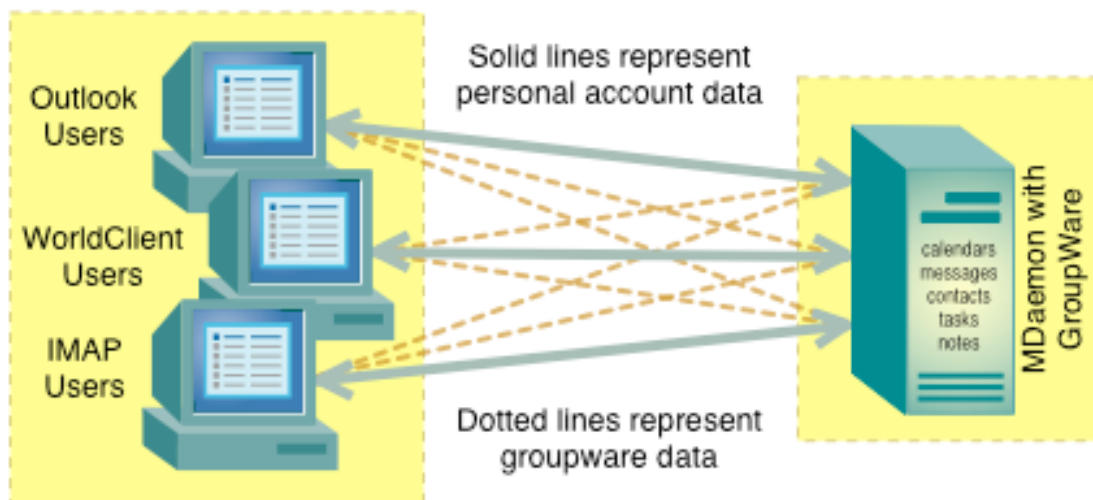 Outlook
Users
WorldClient
Users
IMAP
Users
Solid lines represent
personal account data
Dotted lines represent
groupware data
calendars
messages
contacts
tasks
notes
MDaemon with
GroupWare